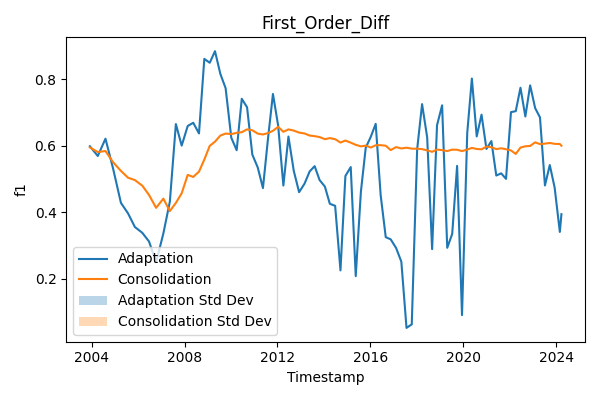 First_Order_Diff
f1
0.8
0.6
0.4
0.2
Adaptation
Consolidation
Adaptation Std Dev
Consolidation Std Dev
2004 2008 2012 2016 2020 2024
Timestamp